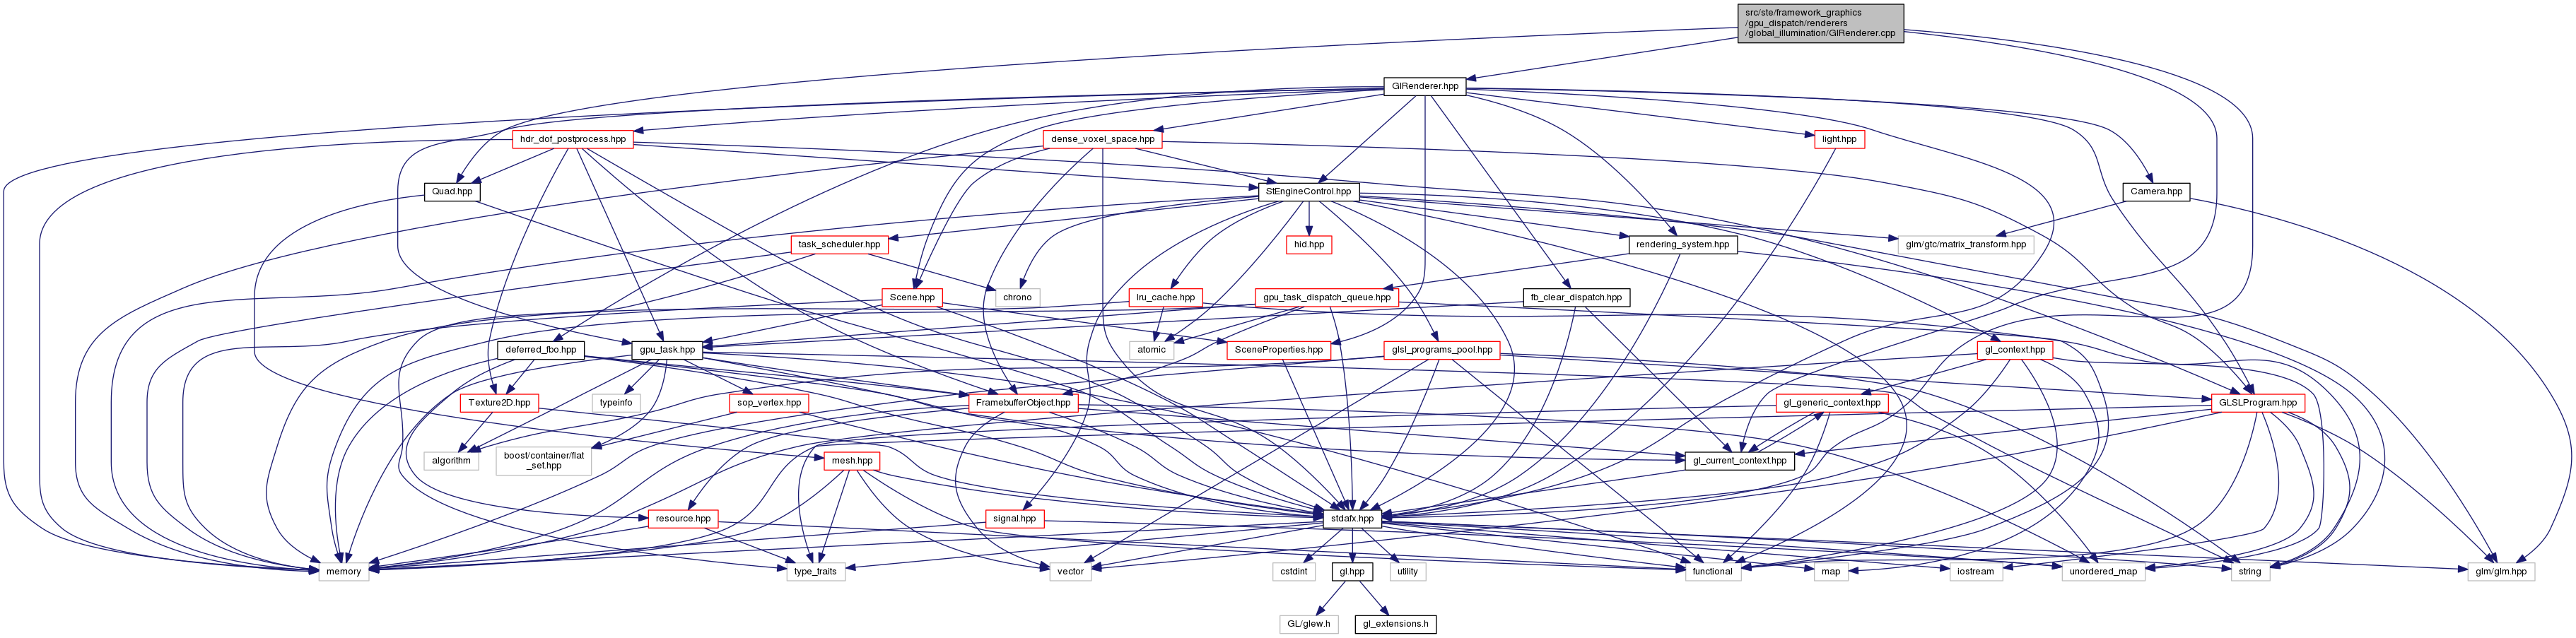 src/ste/framework_graphics
/gpu_dispatch/renderers
/global_illumination/GIRenderer.cpp
GIRenderer.hpp
hdr_dof_postprocess.hpp
dense_voxel_space.hpp
light.hpp
Quad.hpp
StEngineControl.hpp
Camera.hpp
task_scheduler.hpp
hid.hpp
rendering_system.hpp
glm/gtc/matrix_transform.hpp
Scene.hpp
chrono
lru_cache.hpp
gpu_task_dispatch_queue.hpp
fb_clear_dispatch.hpp
deferred_fbo.hpp
gpu_task.hpp
atomic
SceneProperties.hpp
glsl_programs_pool.hpp
gl_context.hpp
Texture2D.hpp
typeinfo
sop_vertex.hpp
FramebufferObject.hpp
gl_generic_context.hpp
GLSLProgram.hpp
algorithm
boost/container/flat
_set.hpp
mesh.hpp
gl_current_context.hpp
resource.hpp
signal.hpp
stdafx.hpp
memory
type_traits
vector
cstdint
gl.hpp
utility
functional
map
iostream
unordered_map
string
glm/glm.hpp
GL/glew.h
gl_extensions.h